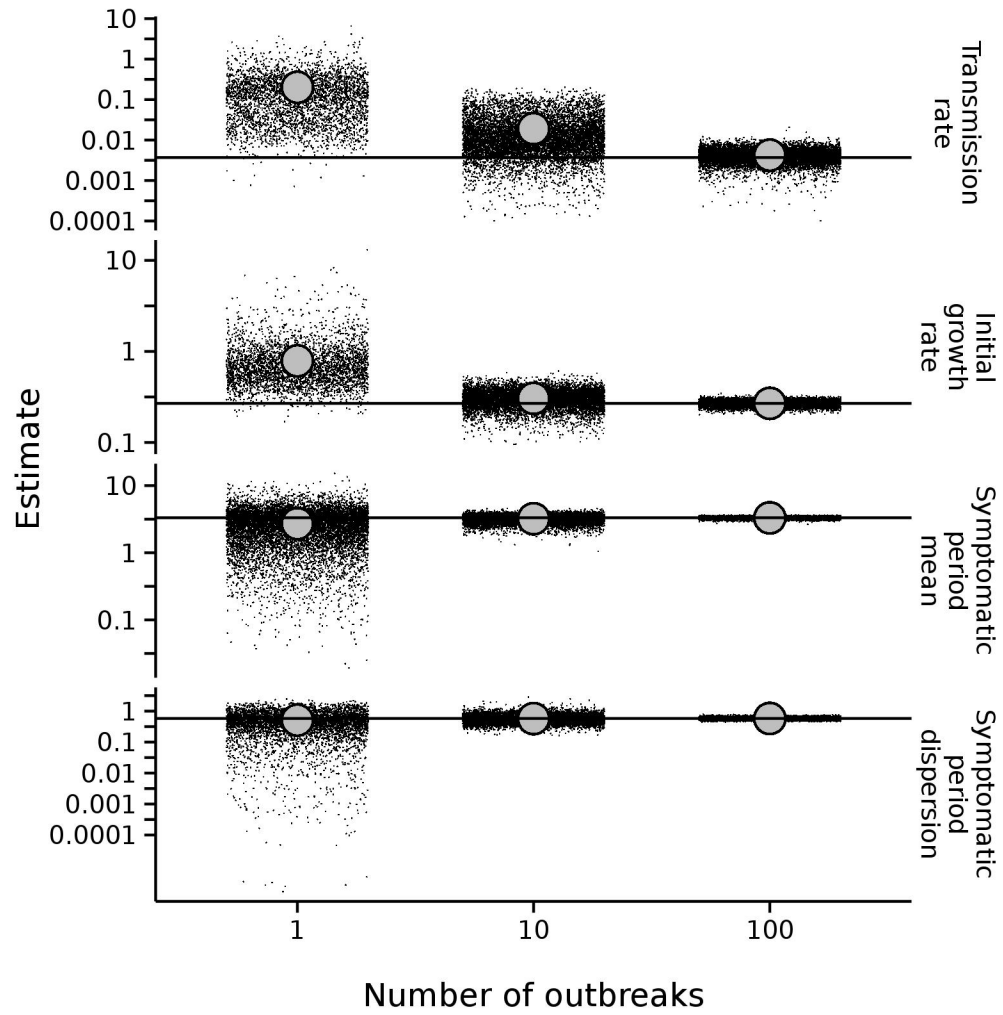 10
1
0.1
0.01
0.001
0.0001
Transmission
rate
10
1
0.1
Initial
growth
rate
10
1
0.1
Symptomatic
period
mean
1
0.1
0.01
0.001
0.0001
Symptomatic
period
dispersion
Estimate
1 10 100
Number of outbreaks